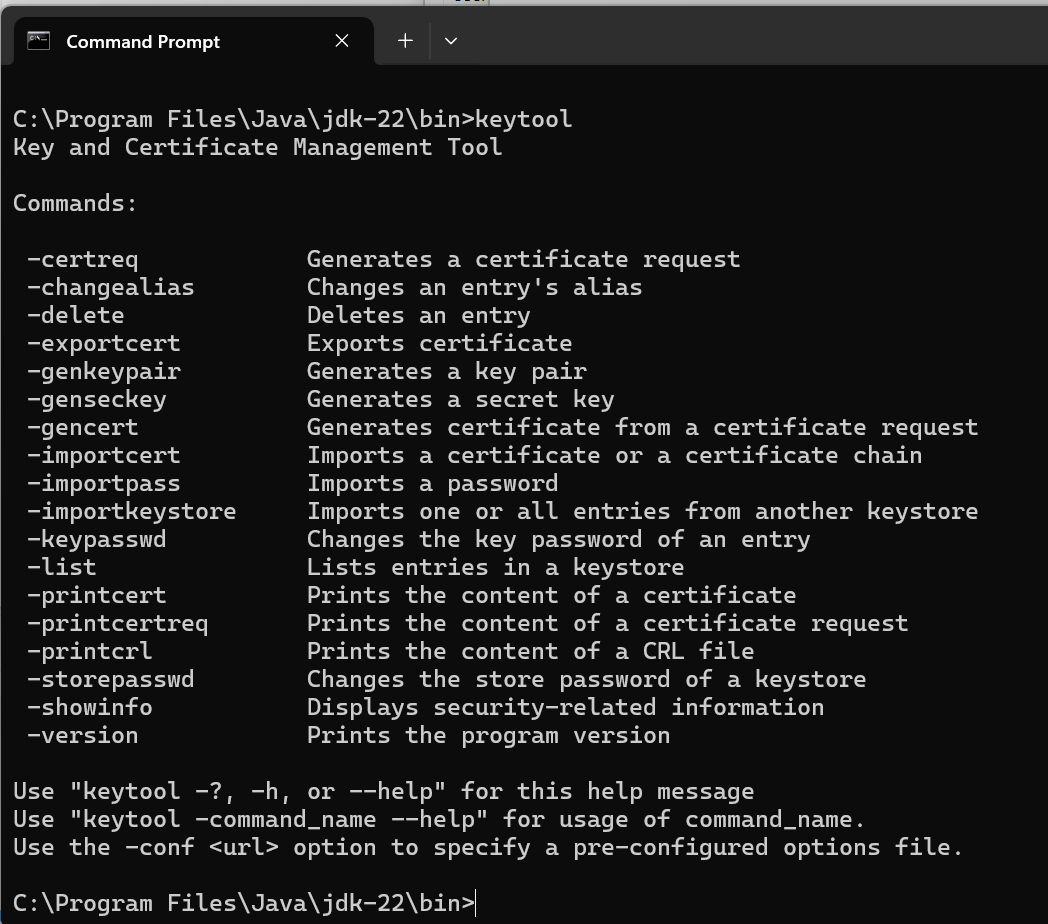 Command Prompt
C:\Program Files\Java\jdk-22\bin>keytool
Key and Certificate Management Tool
Commands:
-certreq Generates a certificate request
-changealias Changes an entry's alias
-delete Deletes an entry
-exportcert Exports certificate
-genkeypair Generates a key pair
-genseckey Generates a secret key
-gencert Generates certificate from a certificate request
-importcert Imports a certificate or a certificate chain
-importpass Imports a password
-importkeystore Imports one or all entries from another keystore
-keypasswd Changes the key password of an entry
-list Lists entries in a keystore
-printcert Prints the content of a certificate
-printcertreq Prints the content of a certificate request
-printcrl Prints the content of a CRL file
-storepasswd Changes the store password of a keystore
-showinfo Displays security-related information
-version Prints the program version
Use "keytool -?, -h, or --help" for this help message
Use "keytool -command_name --help" for usage of command_name.
Use the -conf <url> option to specify a pre-configured options file.
C:\Program Files\Java\jdk-22\bin>